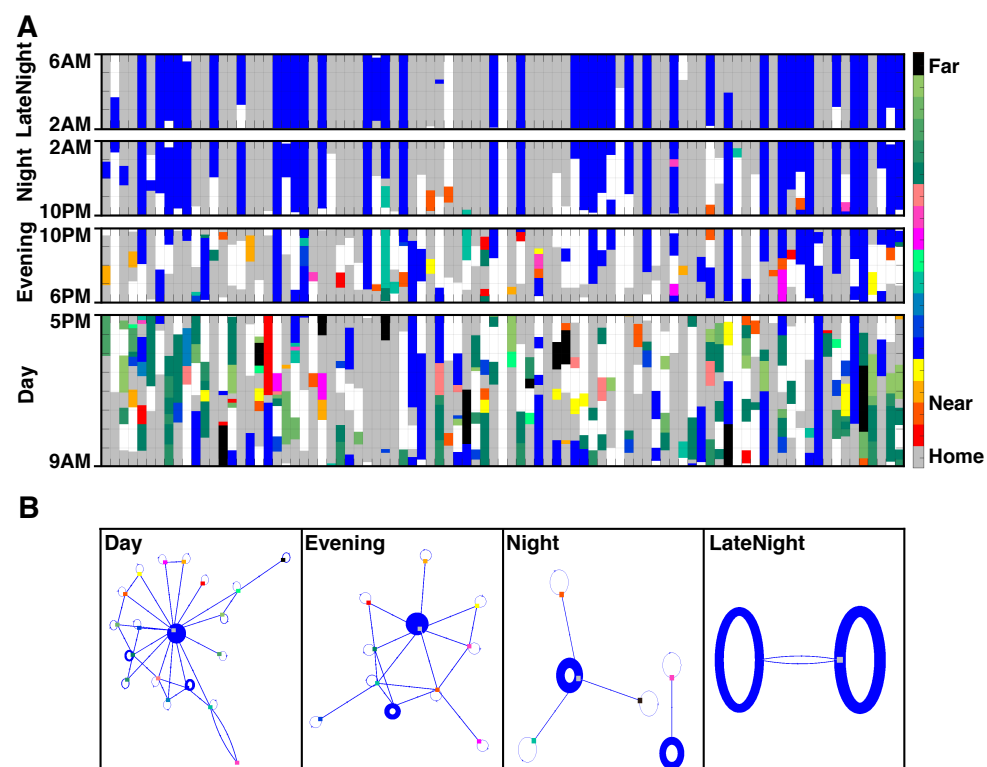 A
LateNight
6AM
2AM
Night
2AM
10PM
Evening
10PM
6PM
Day
5PM
9AM
Far
Near
Home
B
Day
Evening
Night
LateNight